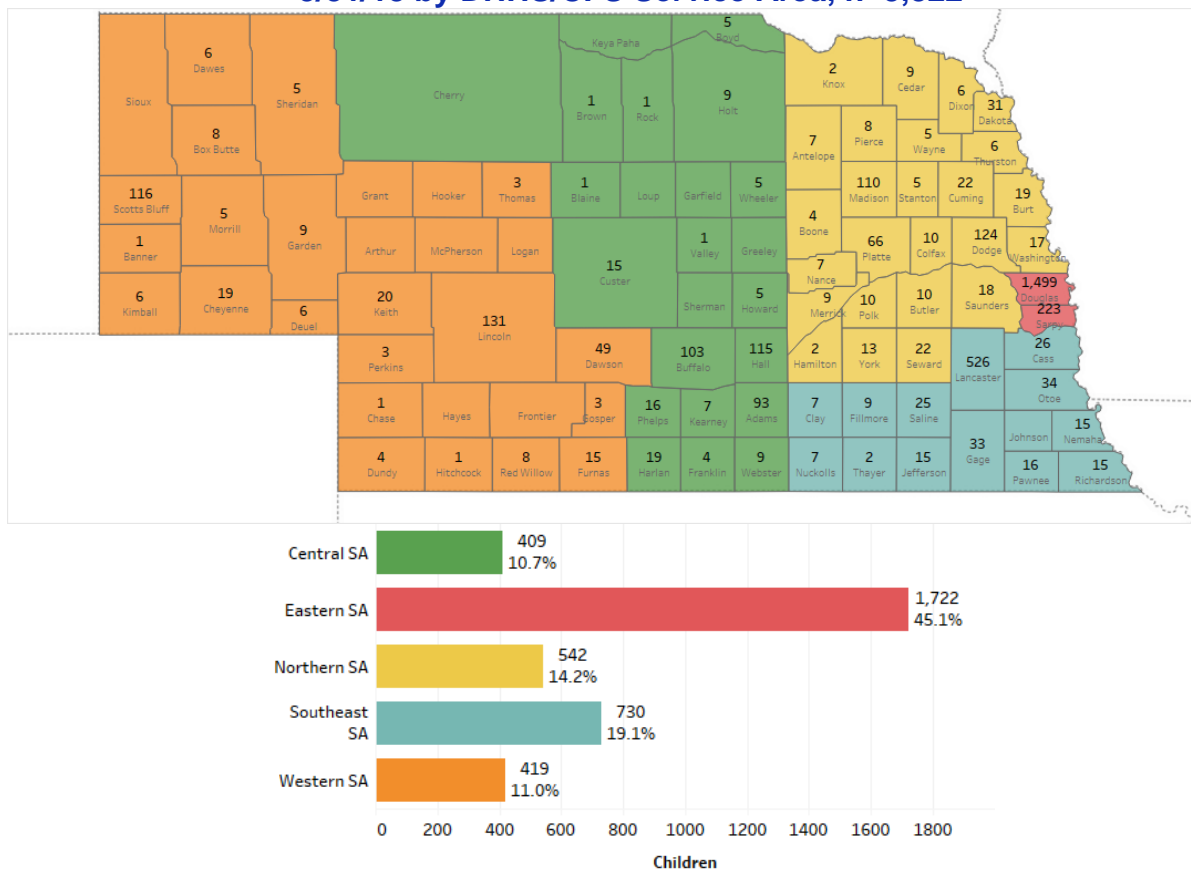 by DHHS/CFS Service Area, n=3,822
Sioux
6
Dawes
5
Sheridan
8
Box Butte
Cherry
Keya Paha
5
Boyd
1
Brown
1
Rock
9
Holt
2
Knox
9
Cedar
6
Dixon
31
Dakota
7
Antelope
8
Pierce
5
Wayne
6
Thurston
116
Scotts Bluff
5
Morrill
9
Garden
Grant
Hooker
3
Thomas
1
Blaine
Loup
Garfield
5
Wheeler
110
Madison
5
Stanton
22
Cuming
19
Burt
1
Banner
Arthur
McPherson
Logan
15
Custer
1
Valley
Greeley
4
Boone
66
Platte
10
Colfax
124
Dodge
17
Washington
7
Nance
6
Kimball
19
Cheyenne
6
Deuel
20
Keith
131
Lincoln
Sherman
5
Howard
9
Merrick
10
Polk
10
Butler
18
Saunders
1,499
Douglas
223
Sarpy
3
Perkins
49
Dawson
103
Buffalo
115
Hall
2
Hamilton
13
York
22
Seward
526
Lancaster
26
Cass
34
Otoe
1
Chase
Hayes
Frontier
3
Gosper
16
Phelps
7
Kearney
93
Adams
7
Clay
9
Fillmore
25
Saline
33
Gage
Johnson
15
Nemaha
4
Dundy
1
Hitchcock
8
Red Willow
15
Furnas
19
Harlan
4
Franklin
9
Webster
7
Nuckolls
2
Thayer
15
Jefferson
16
Pawnee
15
Richardson
Central SA
409
10.7%
Eastern SA
1,722
45.1%
Northern SA
542
14.2%
Southeast
SA
730
19.1%
Western SA
419
11.0%
0 200 400 600 800 1000 1200 1400 1600 1800
Children